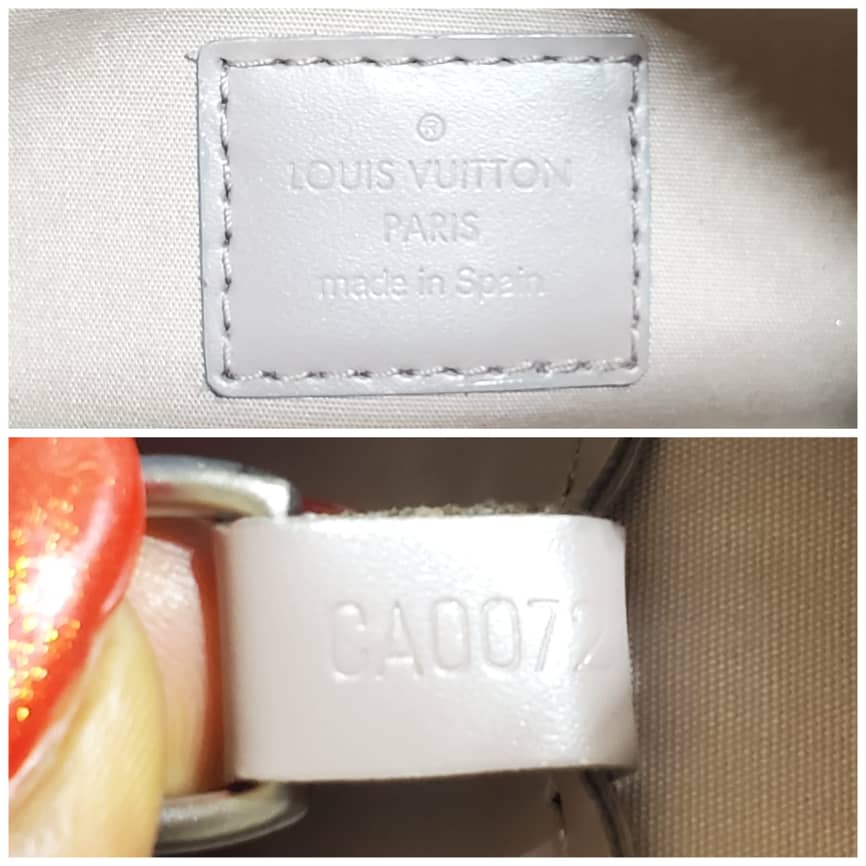 ®
LOUIS VUITTON
PARIS
made in Spain
CA0072